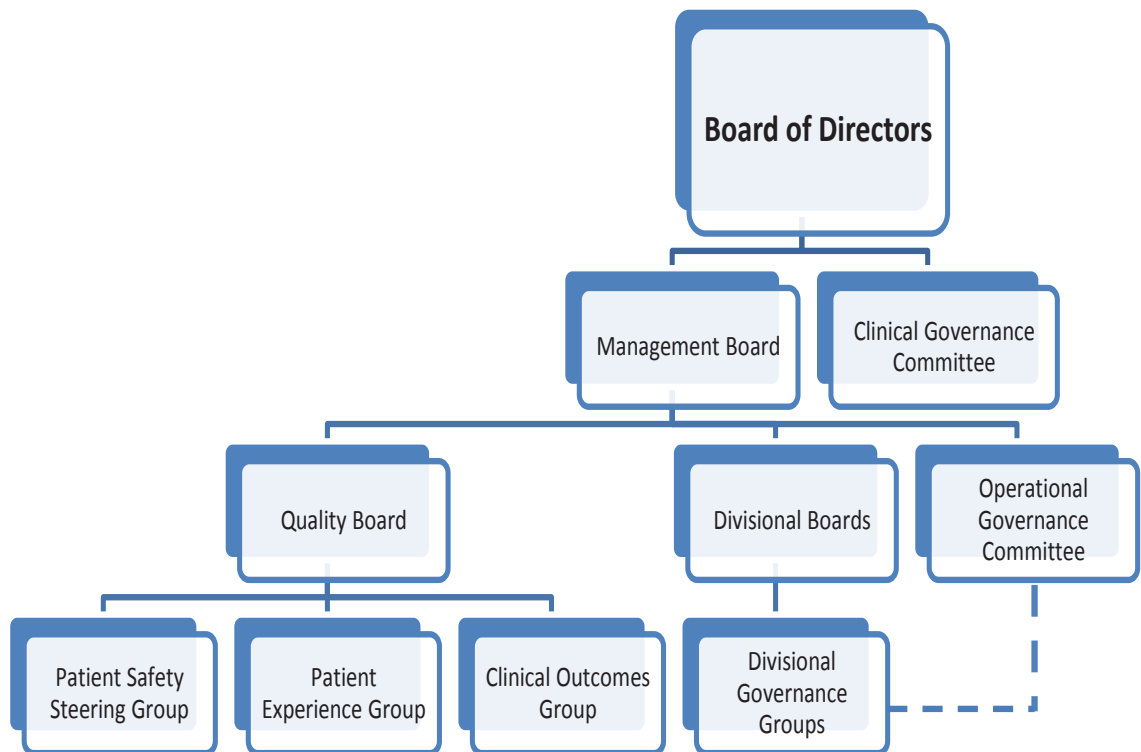 Board of Directors
Management Board
Clinical Governance
Committee
Quality Board
Divisional Boards
Operational
Governance
Committee
Patient Safety
Steering Group
Patient
Experience Group
Clinical Outcomes
Group
Divisional
Governance
Groups